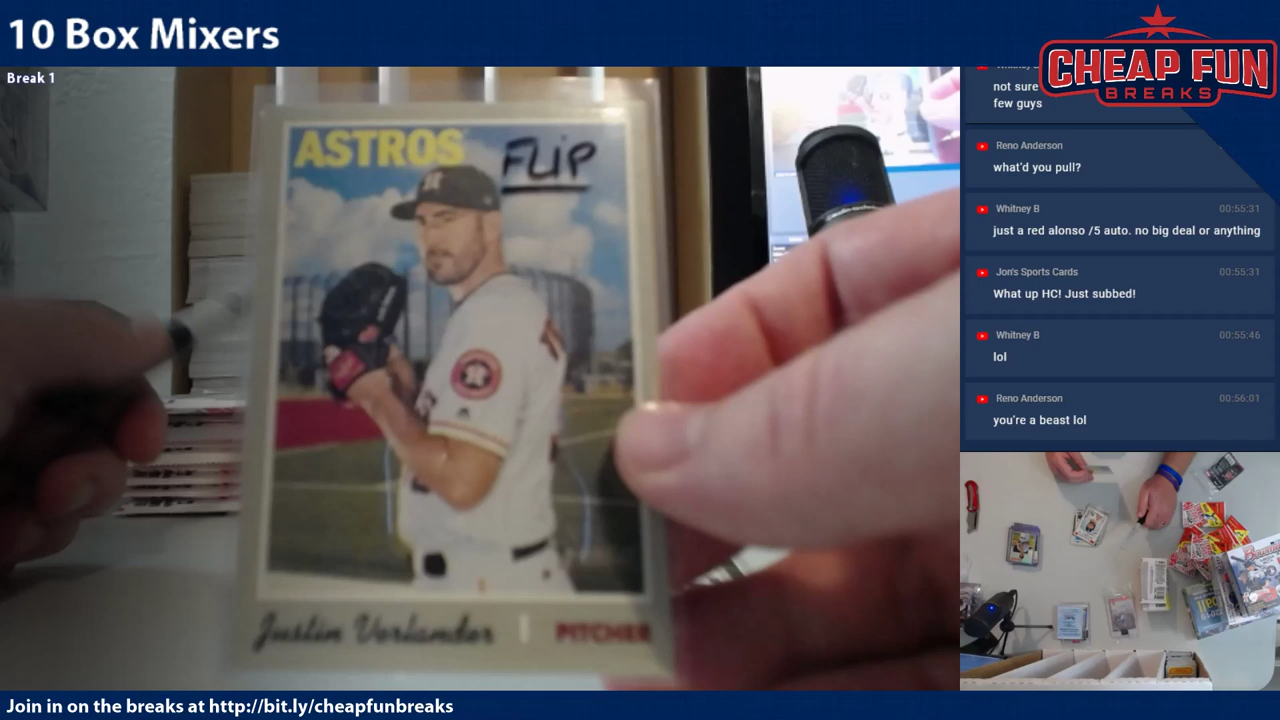 10 Box Mixers
Break 1
CHEAP FUN
BREAKS
ASTROS
FLIP
Justin Verlander
PITCHER
not sure
few guys
Reno Anderson
what'd you pull?
Whitney B 00:55:31
just a red alonso /5 auto. no big deal or anything
Jon's Sports Cards 00:55:31
What up HC! Just subbed!
Whitney B 00:55:46
lol
Reno Anderson 00:56:01
you're a beast lol
Join in on the breaks at http://bit.ly/cheapfunbreaks